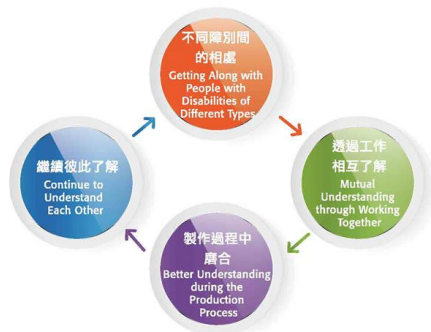 不同障別間
的相處
Getting Along with
People with
Disabilities of
Different Types
透過工作
相互了解
Mutual
Understanding
through Working
Together
製作過程中
磨合
Better Understanding
during the
Production
Process
繼續彼此了解
Continue to
Understand
Each Other